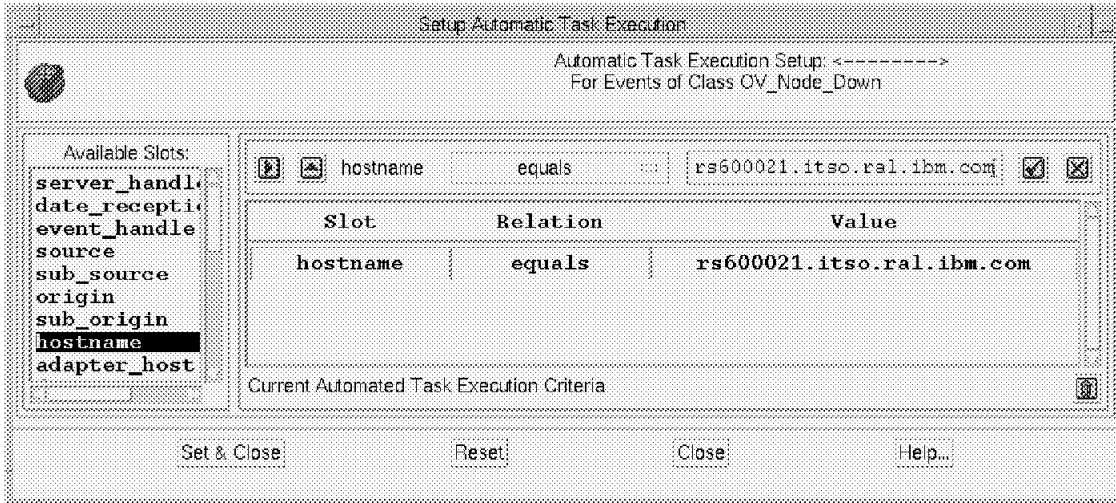 Setup Automatic Task Execution
Automatic Task Execution Setup: <--------->
For Events of Class OV_Node_Down
Available Slots:
server_handle
date_receptio
event_handle
source
sub_source
origin
sub_origin
hostname
adapter_host
hostname equals rs600021.itso.ral.ibm.com
Slot Relation Value
hostname equals rs600021.itso.ral.ibm.com
Current Automated Task Execution Criteria
Set & Close Reset Close Help...